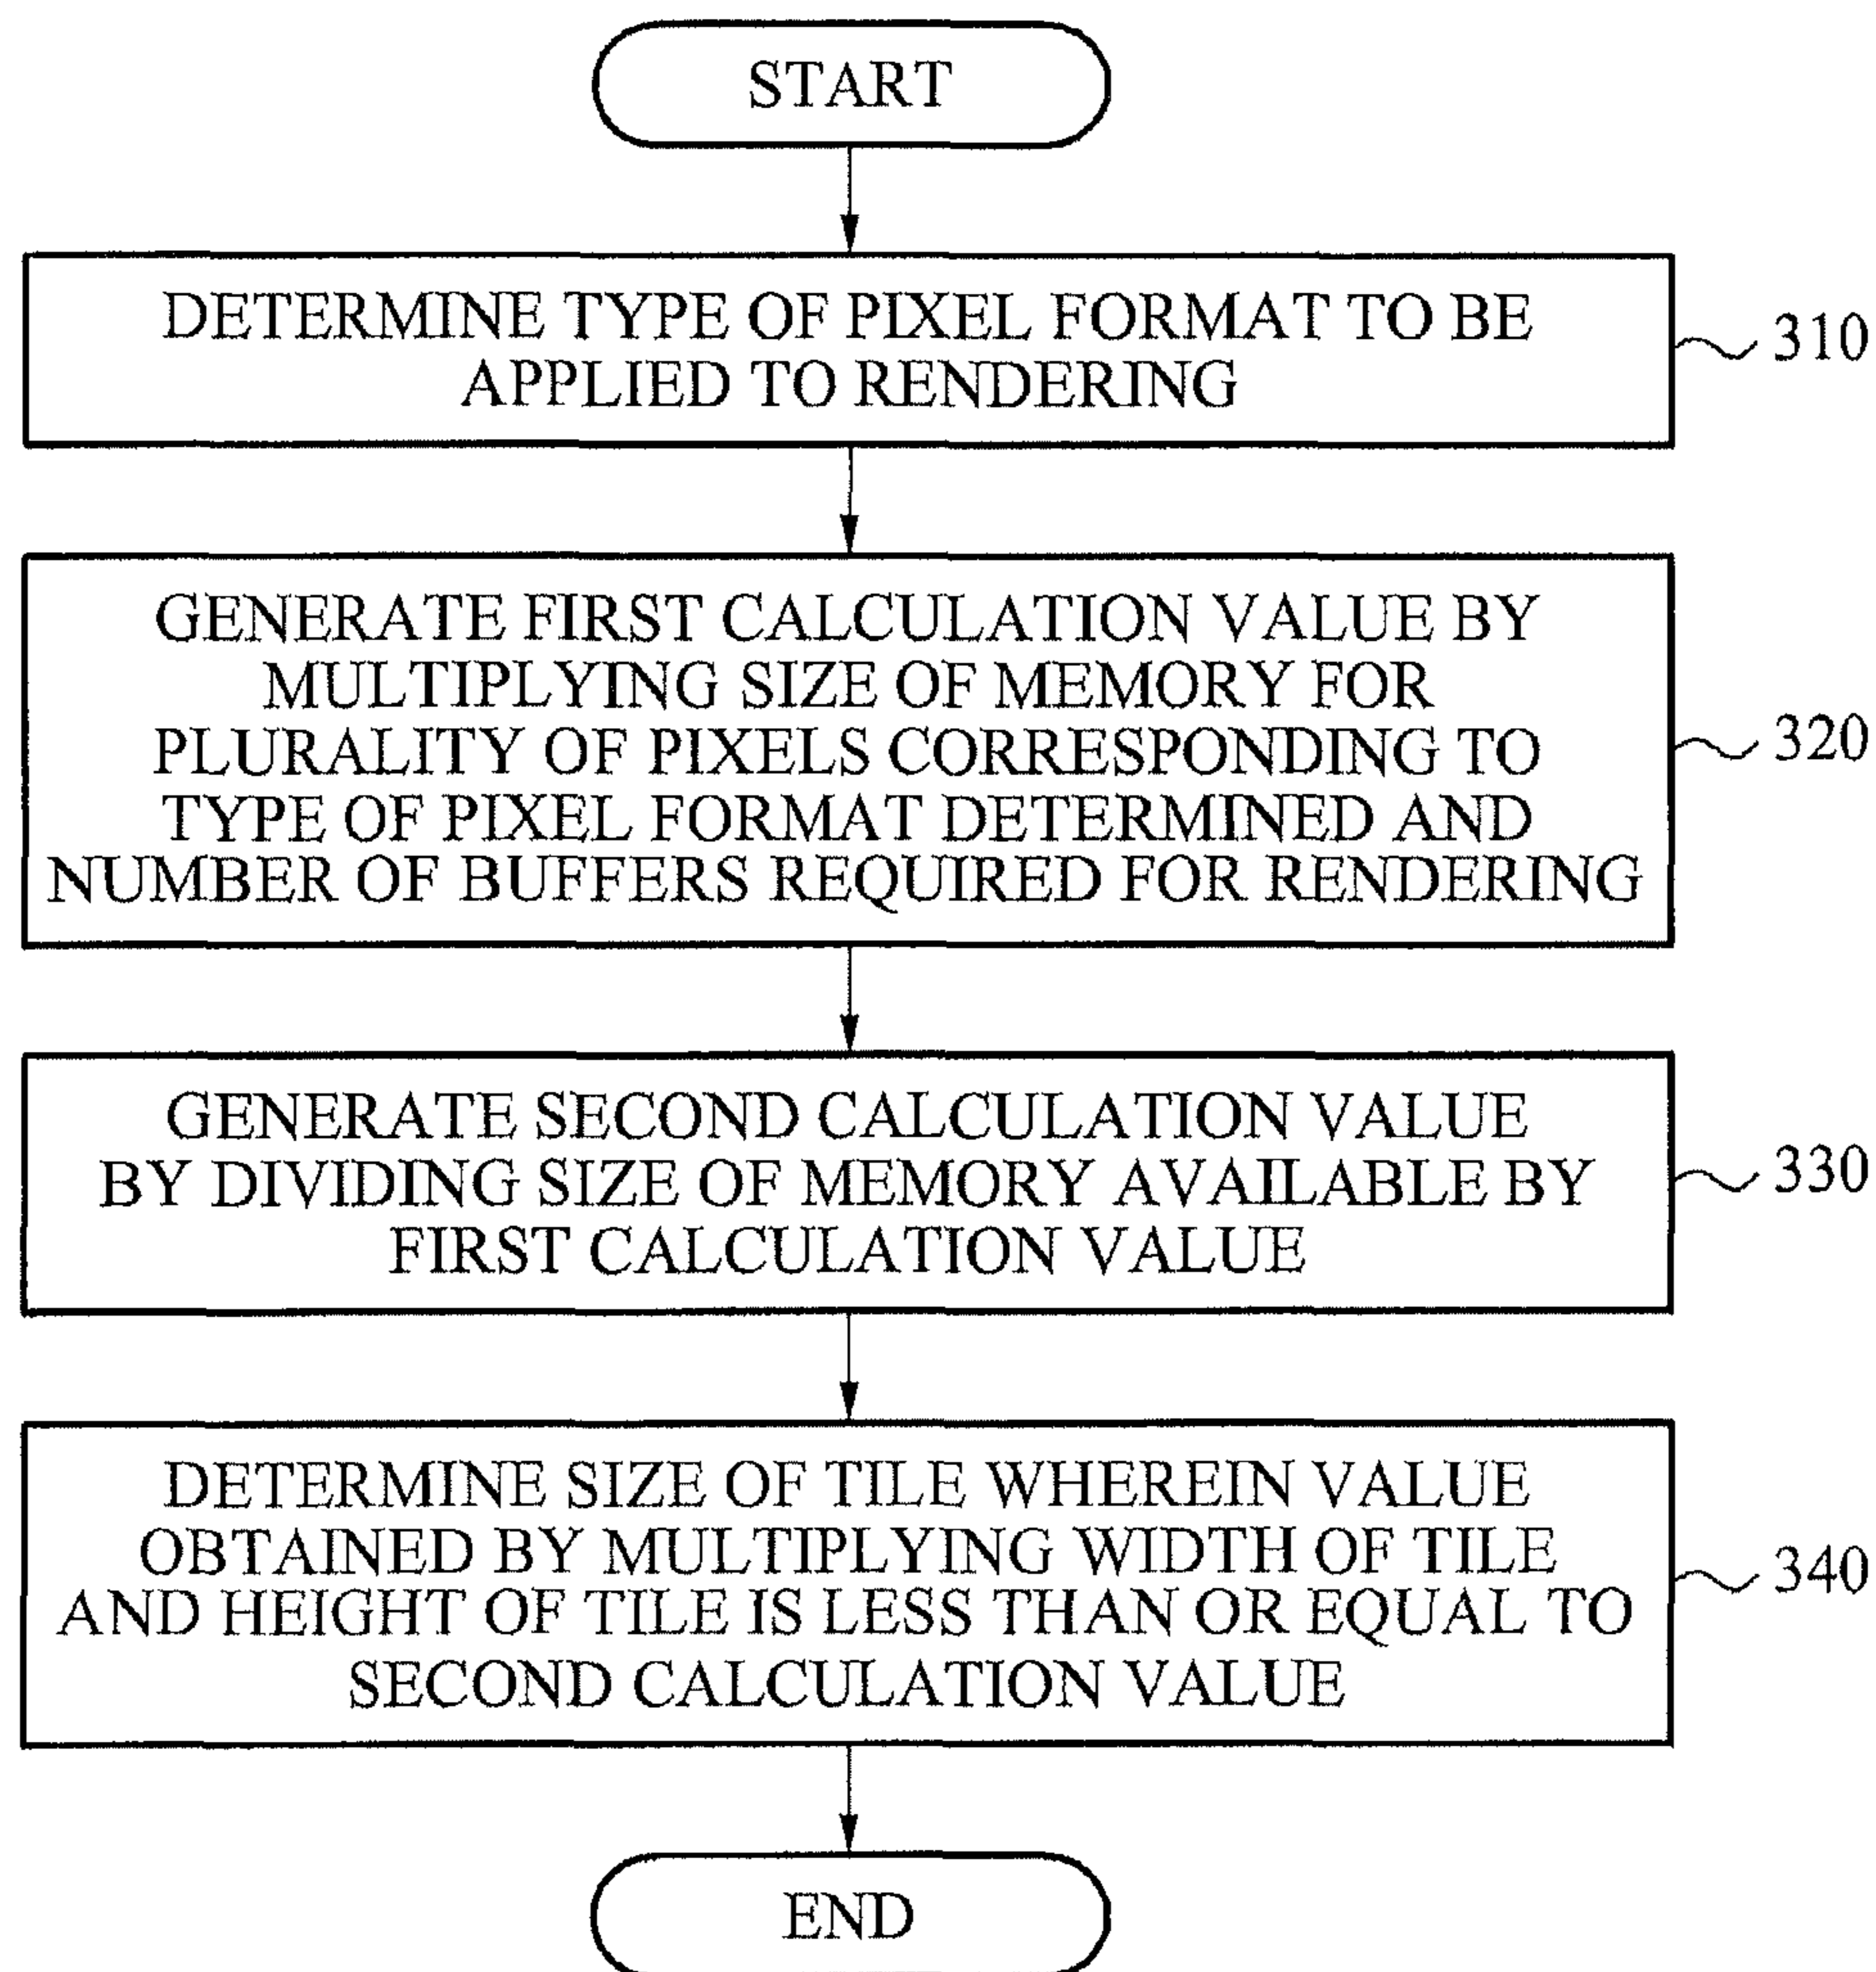 START
DETERMINE TYPE OF PIXEL FORMAT TO BE
APPLIED TO RENDERING
310
GENERATE FIRST CALCULATION VALUE BY
MULTIPLYING SIZE OF MEMORY FOR
PLURALITY OF PIXELS CORRESPONDING TO
TYPE OF PIXEL FORMAT DETERMINED AND
NUMBER OF BUFFERS REQUIRED FOR RENDERING
320
GENERATE SECOND CALCULATION VALUE
BY DIVIDING SIZE OF MEMORY AVAILABLE BY
FIRST CALCULATION VALUE
330
DETERMINE SIZE OF TILE WHEREIN VALUE
OBTAINED BY MULTIPLYING WIDTH OF TILE
AND HEIGHT OF TILE IS LESS THAN OR EQUAL TO
SECOND CALCULATION VALUE
340
END